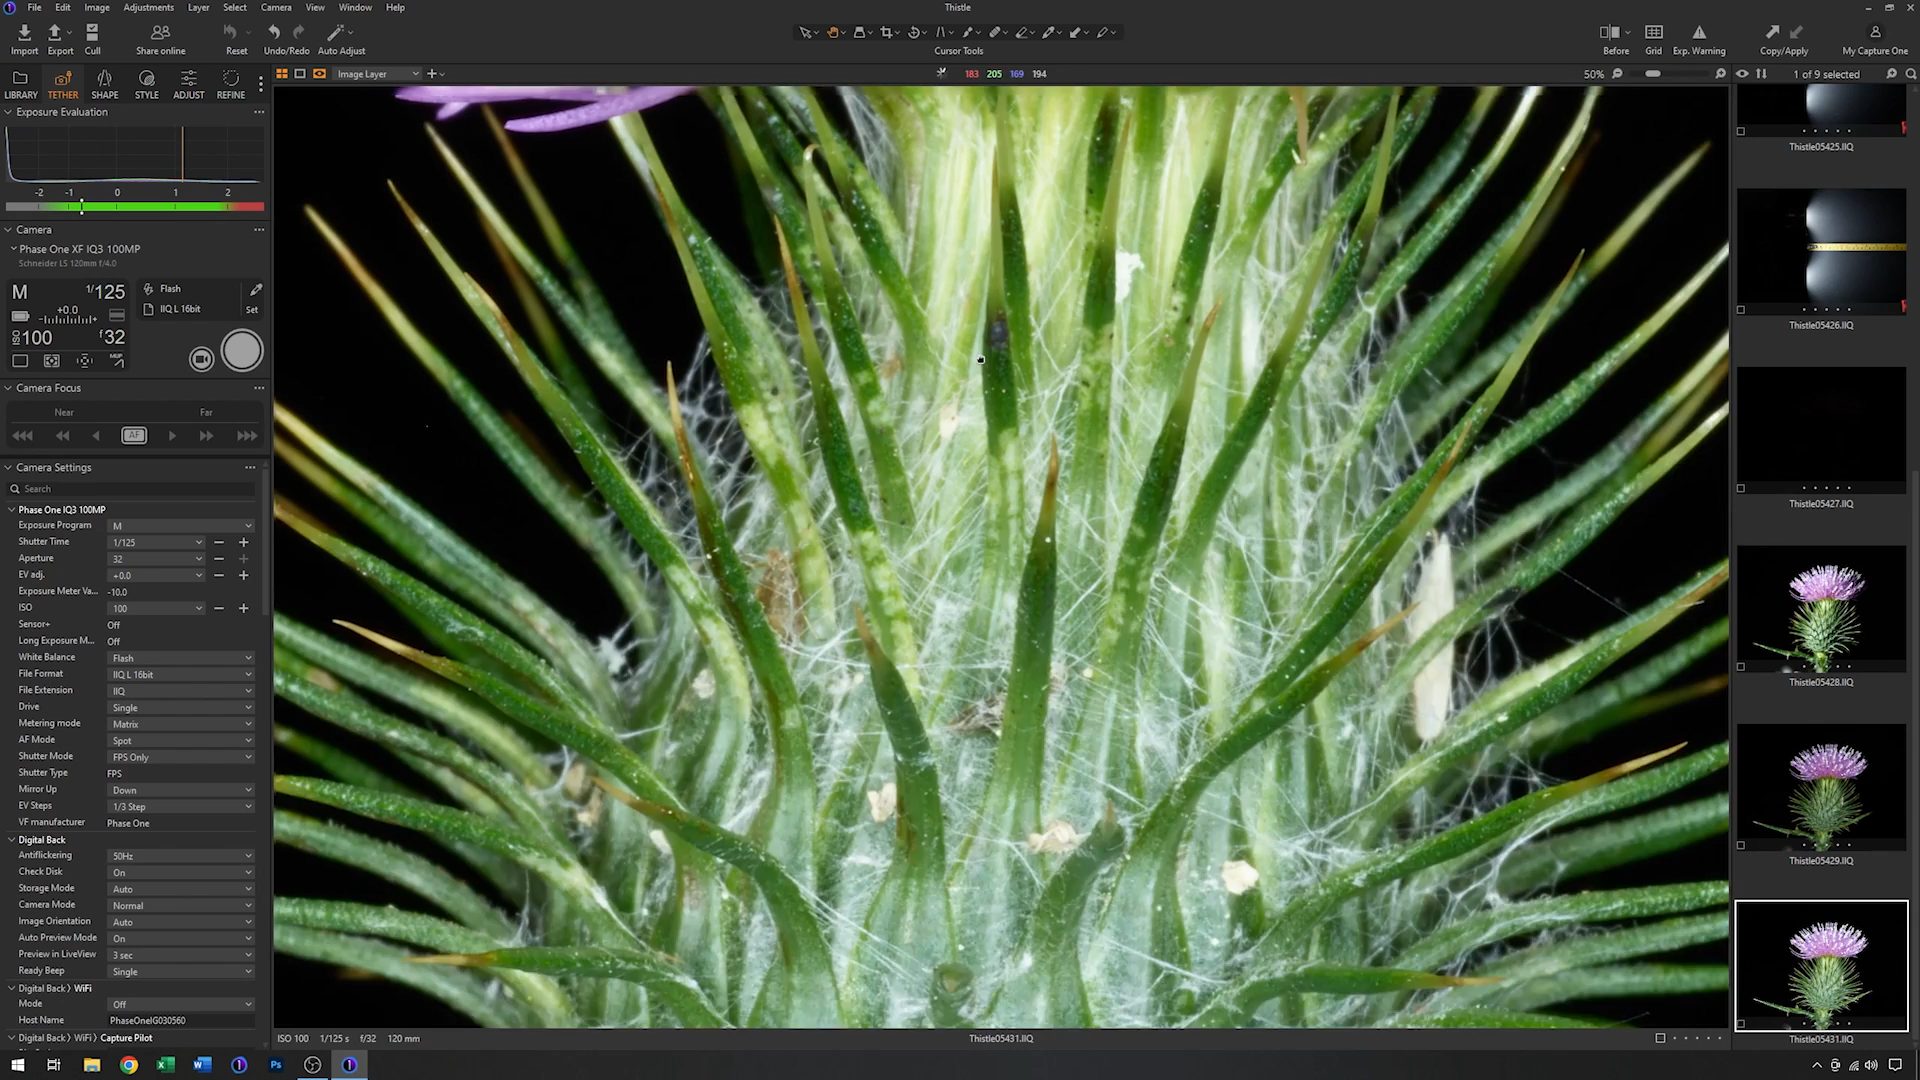 File Edit Image Adjustments Layer Select Camera View Window Help
Thistle
Import Export Cull Share online Reset Undo/Redo Auto Adjust
Cursor Tools
Before Grid Exp. Warning Copy/Apply My Capture One
LIBRARY TETHER SHAPE STYLE ADJUST REFINE
Image Layer
183 205 169 194
50%
1 of 9 selected
Exposure Evaluation
-2 -1 0 1 2
Camera
Phase One XF IQ3 100MP
Schneider LS 120mm f/4.0
M 1/125
Flash
+0.0
IIQ L 16bit
Set
ISO 100 f 32
MUP
Camera Focus
Near Far
AF
Camera Settings
Search
Phase One IQ3 100MP
Exposure Program M
Shutter Time 1/125
Aperture 32
EV adj. +0.0
Exposure Meter Va... -10.0
ISO 100
Sensor+ Off
Long Exposure M... Off
White Balance Flash
File Format IIQ L 16bit
File Extension IIQ
Drive Single
Metering mode Matrix
AF Mode Spot
Shutter Mode FPS Only
Shutter Type FPS
Mirror Up Down
EV Steps 1/3 Step
VF manufacturer Phase One
Digital Back
Antiflickering 50Hz
Check Disk On
Storage Mode Auto
Camera Mode Normal
Image Orientation Auto
Auto Preview Mode On
Preview in LiveView 3 sec
Ready Beep Single
Digital Back > WiFi
Mode Off
Host Name PhaseOneIG030560
Digital Back > WiFi > Capture Pilot
Thistle05425.IIQ
Thistle05426.IIQ
Thistle05427.IIQ
Thistle05428.IIQ
Thistle05429.IIQ
Thistle05431.IIQ
ISO 100 1/125 s f/32 120 mm
Thistle05431.IIQ